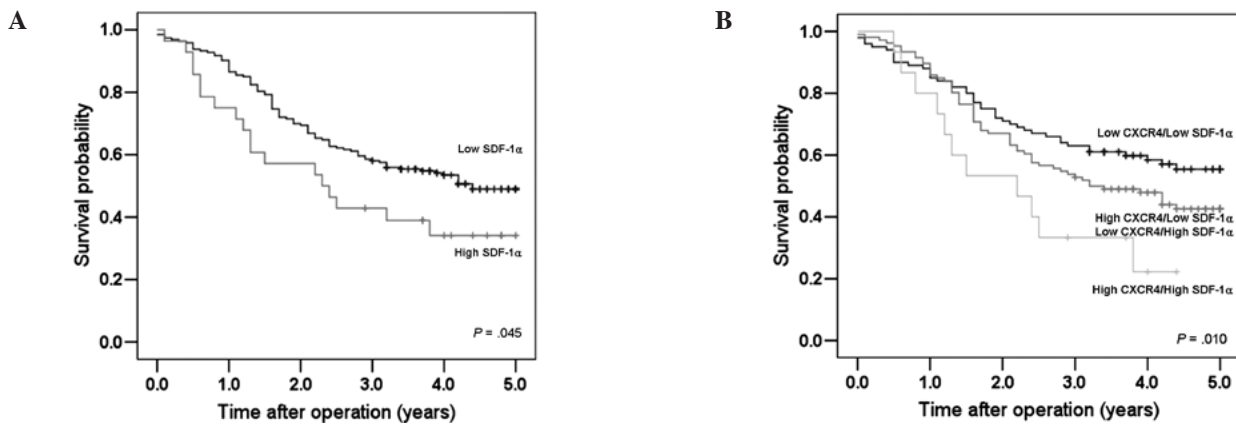 A
Survival probability
1.0
0.8
0.6
0.4
0.2
0.0
Low SDF-1α
High SDF-1α
P = .045
0.0 1.0 2.0 3.0 4.0 5.0
Time after operation (years)
B
Survival probability
1.0
0.8
0.6
0.4
0.2
0.0
Low CXCR4/Low SDF-1α
High CXCR4/Low SDF-1α
Low CXCR4/High SDF-1α
High CXCR4/High SDF-1α
P = .010
0.0 1.0 2.0 3.0 4.0 5.0
Time after operation (years)